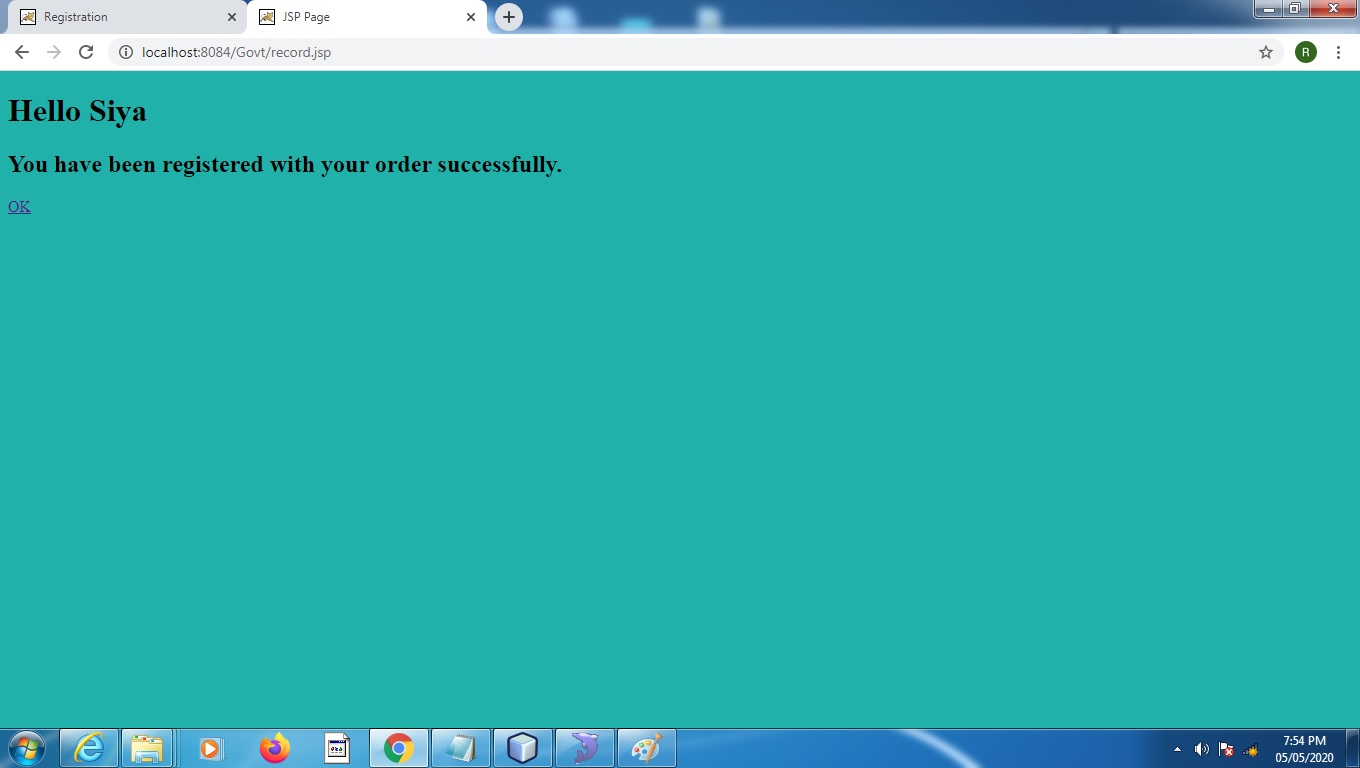 Registration
JSP Page
localhost:8084/Govt/record.jsp
R
Hello Siya
You have been registered with your order successfully.
OK
7:54 PM
05/05/2020